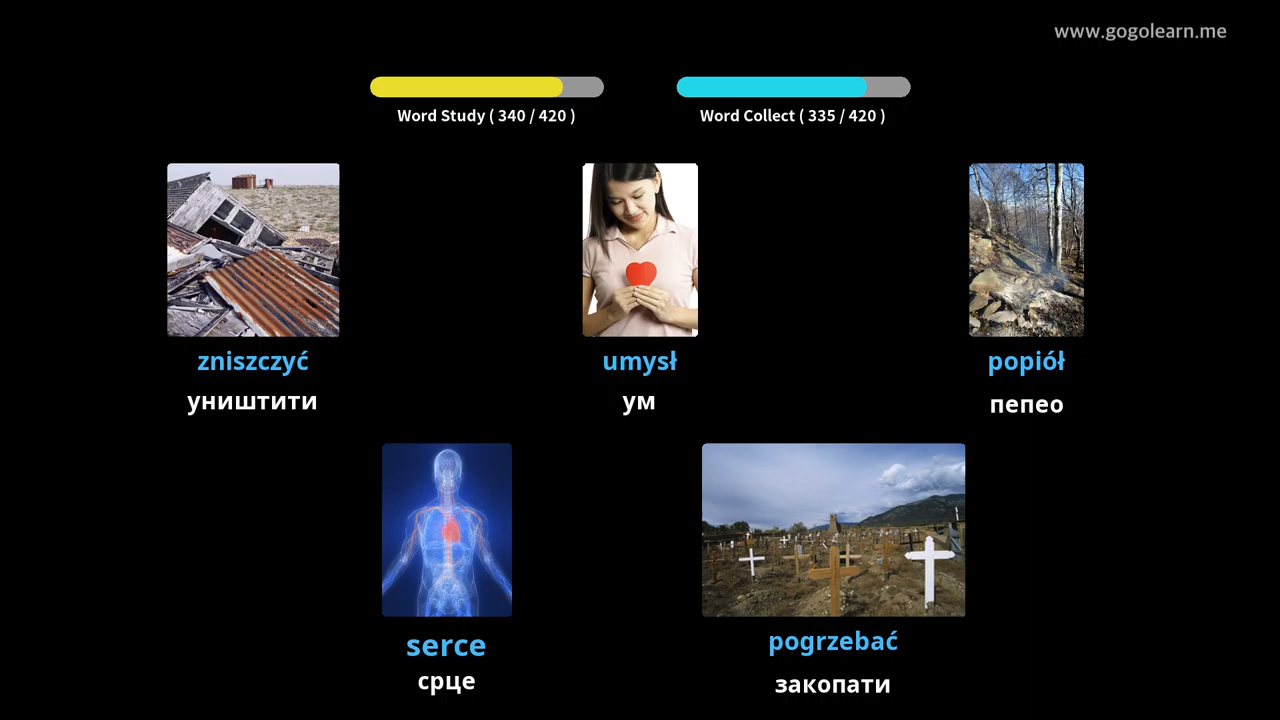 www.gogolearn.me
Word Study ( 340 / 420 )
Word Collect ( 335 / 420 )
zniszczyć
уништити
umysł
ум
popiół
пепео
serce
срце
pogrzebać
закопати